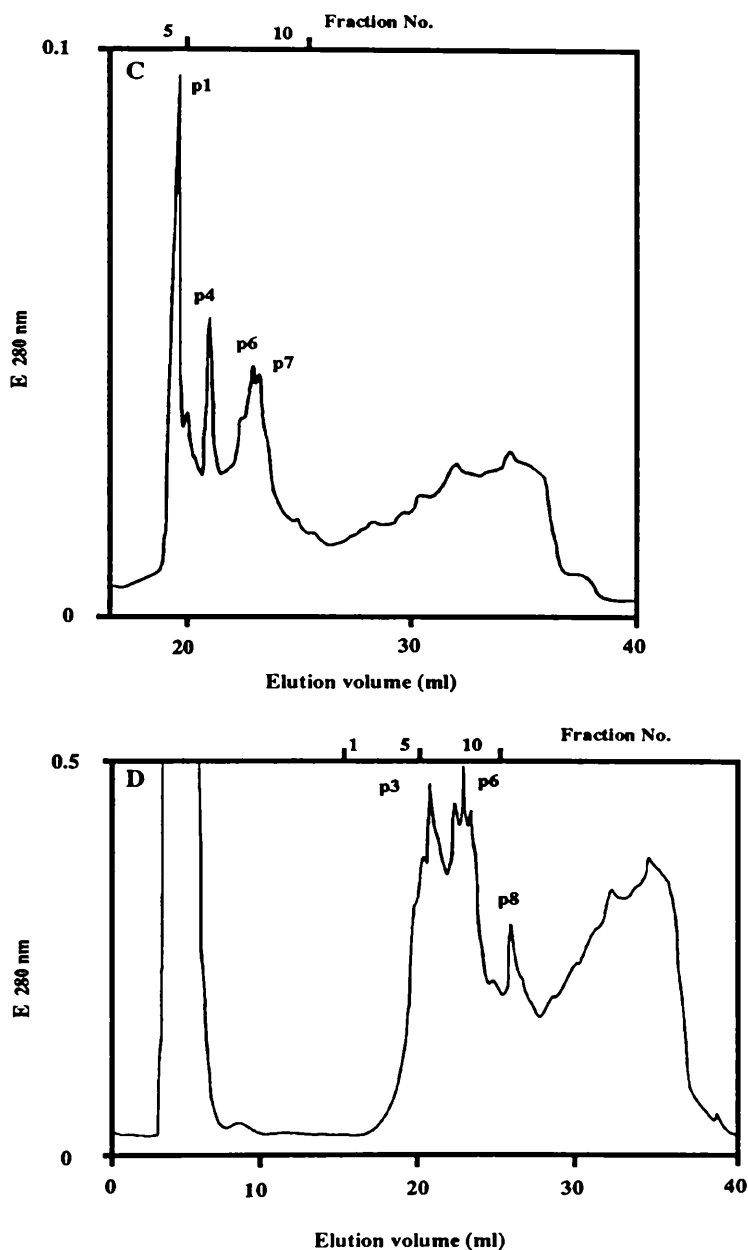 Fraction No.
5 10
0.1
C
p1
p4
p6
p7
E 280 nm
0
20 30 40
Elution volume (ml)
Fraction No.
1 5 10
0.5
D
p3 p6
p8
E 280 nm
0
0 10 20 30 40
Elution volume (ml)